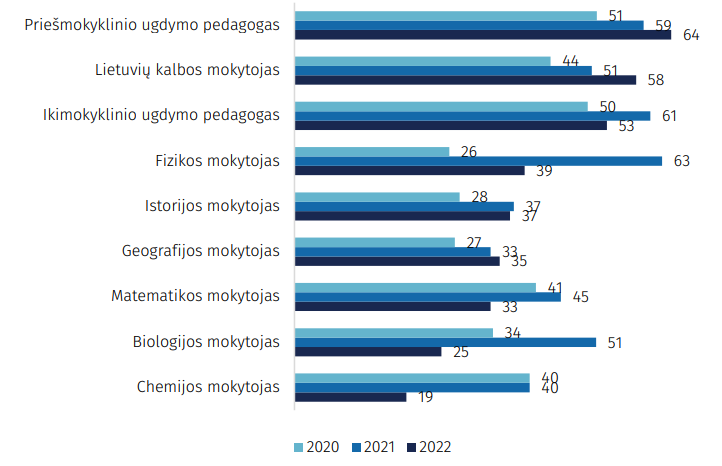 Priešmokyklinio ugdymo pedagogas
51
59
64
Lietuvių kalbos mokytojas
44
51
58
Ikimokyklinio ugdymo pedagogas
50
61
53
Fizikos mokytojas
26
63
39
Istorijos mokytojas
28
37
37
Geografijos mokytojas
27
33
35
Matematikos mokytojas
41
45
33
Biologijos mokytojas
34
51
25
Chemijos mokytojas
40
40
19
2020 2021 2022